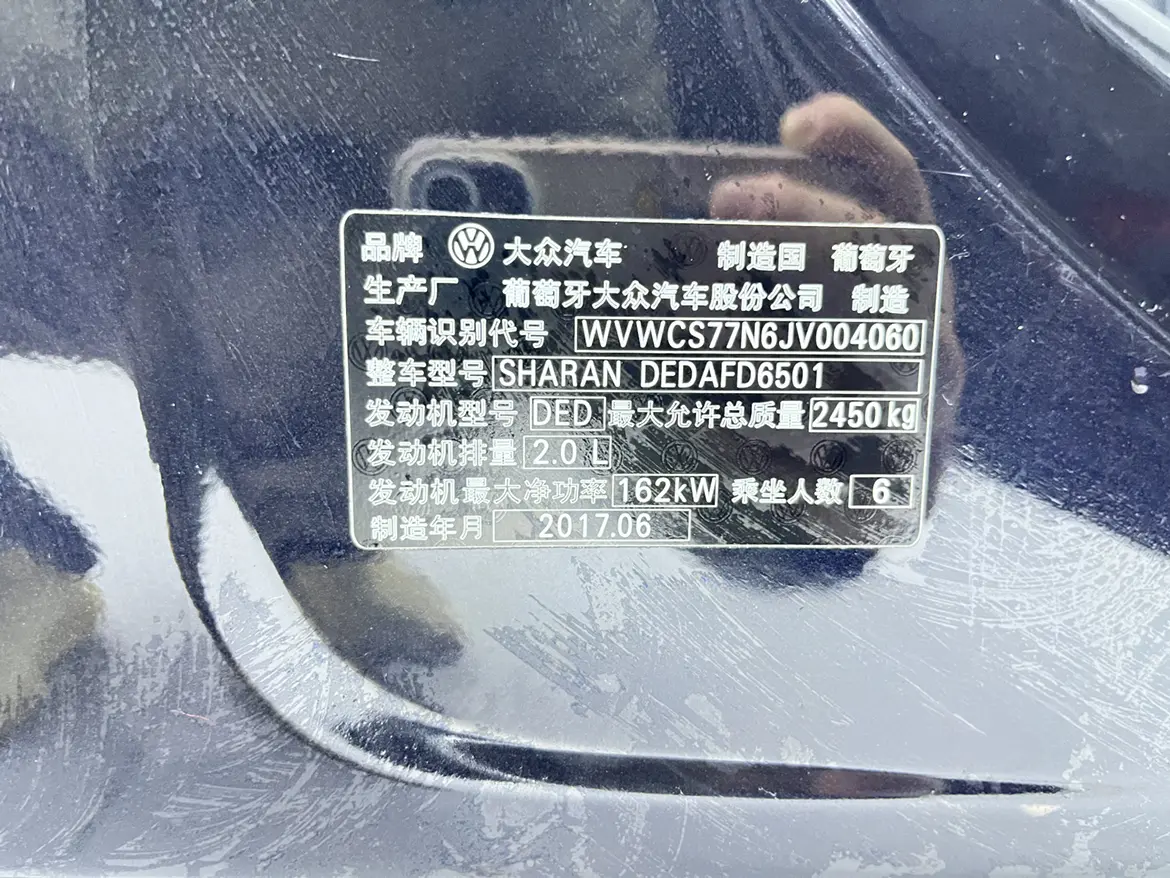 品牌 大众汽车 制造国 葡萄牙
生产厂 葡萄牙大众汽车股份公司 制造
车辆识别代号 WVWCS77N6JV004060
整车型号 SHARAN DEDAFD6501
发动机型号 DED 最大允许总质量 2450 kg
发动机排量 2.0 L
发动机最大净功率 162kW 乘坐人数 6
制造年月 2017.06